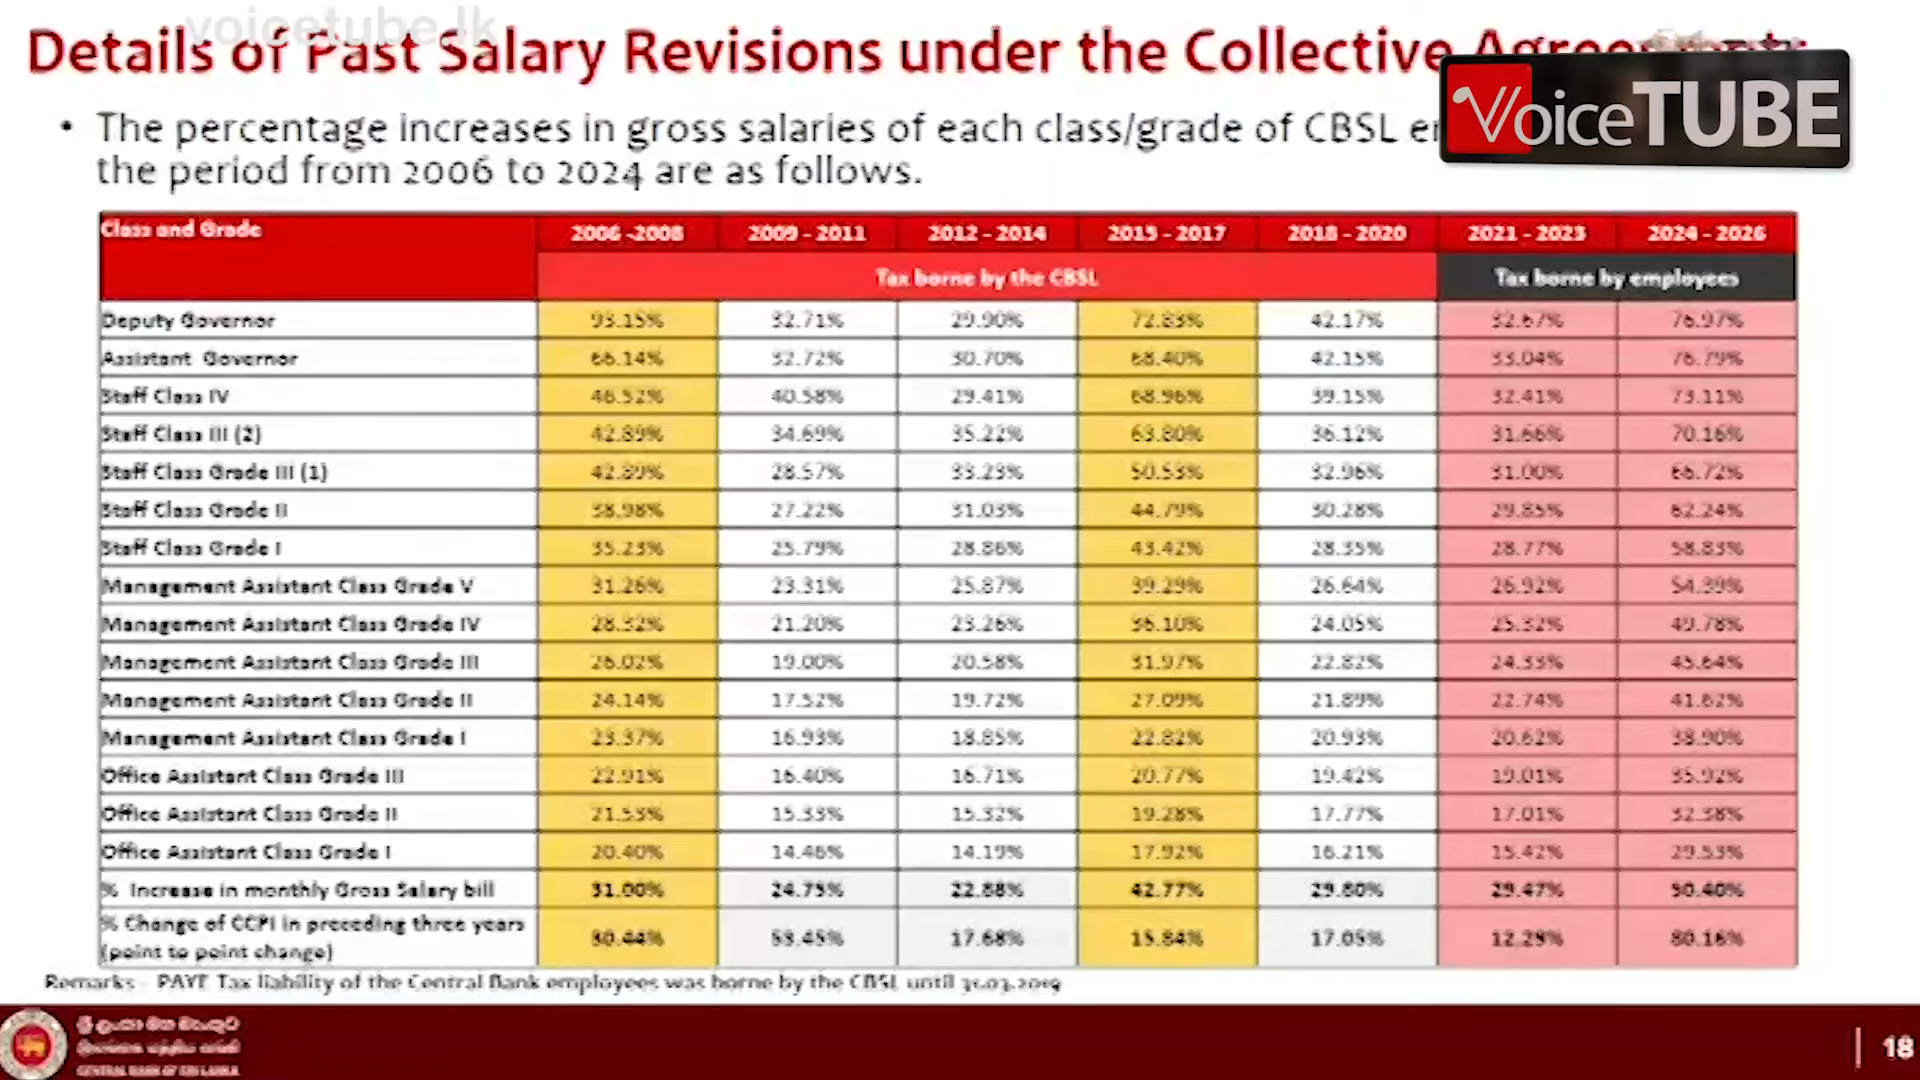 voicetube.lk
Details of Past Salary Revisions under the Collective
VoiceTUBE
• The percentage increases in gross salaries of each class/grade of CBSL
the period from 2006 to 2024 are as follows.
Class and Grade 2006 -2008 2009 - 2011 2012 - 2014 2015 - 2017 2018 - 2020 2021 - 2023 2024 - 2026
Tax borne by the CBSL Tax borne by employees
Deputy Governor 93.15% 32.71% 29.90% 72.83% 42.17% 32.67% 76.97%
Assistant Governor 66.14% 32.72% 30.70% 68.40% 42.15% 33.04% 76.79%
Staff Class IV 46.52% 40.58% 29.41% 68.96% 39.15% 32.41% 73.11%
Staff Class III (2) 42.89% 34.69% 35.22% 63.80% 36.12% 31.66% 70.16%
Staff Class Grade III (1) 42.89% 28.57% 33.23% 50.53% 32.96% 31.00% 66.72%
Staff Class Grade II 38.98% 27.22% 31.03% 44.79% 30.28% 29.85% 62.24%
Staff Class Grade I 35.23% 25.79% 28.86% 43.42% 28.35% 28.77% 58.83%
Management Assistant Class Grade V 31.26% 23.31% 25.87% 39.29% 26.64% 26.92% 54.39%
Management Assistant Class Grade IV 28.32% 21.20% 23.26% 36.10% 24.05% 25.32% 49.78%
Management Assistant Class Grade III 26.02% 19.00% 20.58% 31.97% 22.82% 24.33% 45.64%
Management Assistant Class Grade II 24.14% 17.52% 19.72% 27.09% 21.89% 22.74% 41.62%
Management Assistant Class Grade I 23.37% 16.93% 18.85% 22.82% 20.93% 20.62% 38.90%
Office Assistant Class Grade III 22.91% 16.40% 16.71% 20.77% 19.42% 19.01% 35.92%
Office Assistant Class Grade II 21.53% 15.33% 15.32% 19.28% 17.77% 17.01% 32.38%
Office Assistant Class Grade I 20.40% 14.46% 14.19% 17.92% 16.21% 15.42% 29.53%
% Increase in monthly Gross Salary bill 31.00% 24.75% 22.88% 42.77% 29.80% 29.47% 50.40%
% Change of CCPI in preceding three years
(point to point change) 30.44% 53.45% 17.68% 15.84% 17.05% 12.29% 80.16%
Remarks - PAYE Tax liability of the Central Bank employees was borne by the CBSL until 31.03.2019
ශ්‍රී ලංකා මහ බැංකුව
இலங்கை மத்திய வங்கி
CENTRAL BANK OF SRI LANKA
18